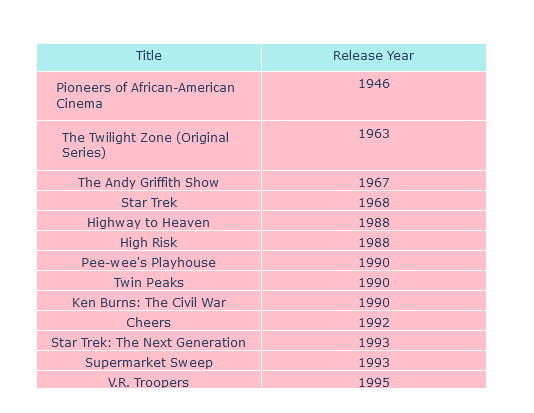 Title Release Year
Pioneers of African-American 1946
Cinema
The Twilight Zone (Original 1963
Series)
The Andy Griffith Show 1967
Star Trek 1968
Highway to Heaven 1988
High Risk 1988
Pee-wee's Playhouse 1990
Twin Peaks 1990
Ken Burns: The Civil War 1990
Cheers 1992
Star Trek: The Next Generation 1993
Supermarket Sweep 1993
V.R. Troopers 1995